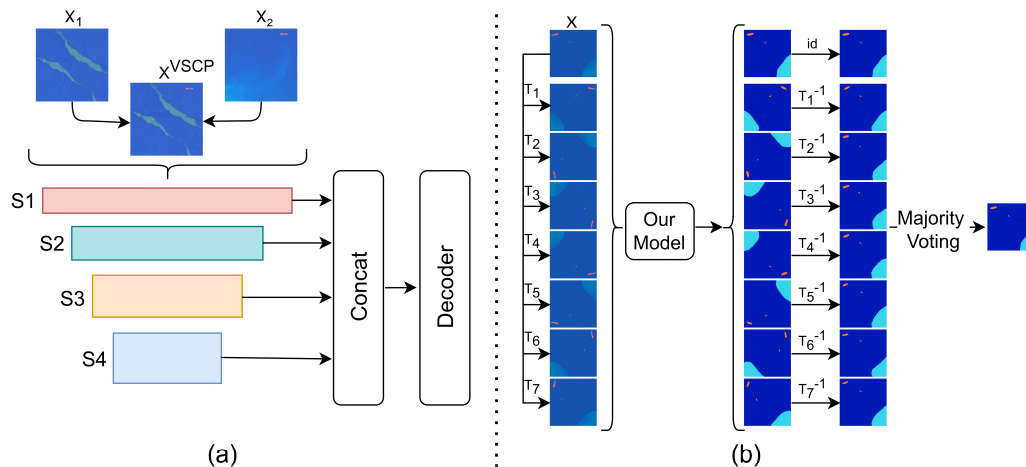 X1
X2
XVSCP
S1
S2
S3
S4
Concat
Decoder
(a)
X
T1
T2
T3
T4
T5
T6
T7
Our
Model
id
T1-1
T2-1
T3-1
T4-1
T5-1
T6-1
T7-1
Majority
Voting
(b)